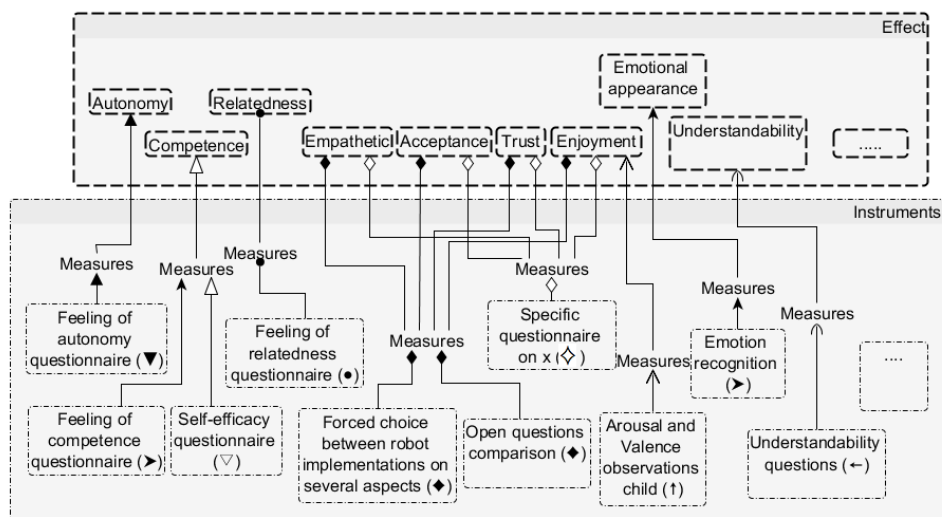 Effect
Emotional
appearance
Autonomy
Relatedness
Understandability
Competence
Empathetic
Acceptance
Trust
Enjoyment
.....
Instruments
Measures
Measures
Measures
Measures
Measures
Measures
Measures
Measures
Feeling of
autonomy
questionnaire (▼)
Feeling of
relatedness
questionnaire (●)
Specific
questionnaire
on x (✧)
Emotion
recognition
(➤)
....
Feeling of
competence
questionnaire (➤)
Self-efficacy
questionnaire
(▽)
Forced choice
between robot
implementations on
several aspects (◆)
Open questions
comparison (◆)
Arousal and
Valence
observations
child (↑)
Understandability
questions (←)